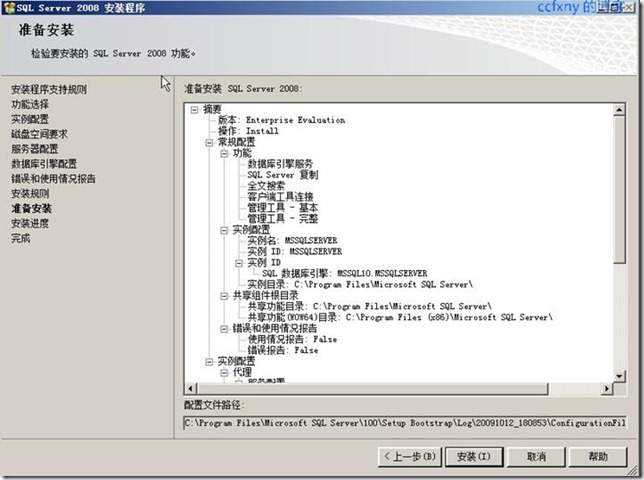 SQL Server 2008 安装程序
ccfxny 的
准备安装
检验要安装的 SQL Server 2008 功能。
安装程序支持规则
功能选择
实例配置
磁盘空间要求
服务器配置
数据库引擎配置
错误和使用情况报告
安装规则
准备安装
安装进度
完成
准备安装 SQL Server 2008:
摘要
版本: Enterprise Evaluation
操作: Install
常规配置
功能
数据库引擎服务
SQL Server 复制
全文搜索
客户端工具连接
管理工具 - 基本
管理工具 - 完整
实例配置
实例名: MSSQLSERVER
实例 ID: MSSQLSERVER
实例 ID
SQL 数据库引擎: MSSQL10.MSSQLSERVER
实例目录: C:\Program Files\Microsoft SQL Server\
共享组件根目录
共享功能目录: C:\Program Files\Microsoft SQL Server\
共享功能(WOW64)目录: C:\Program Files (x86)\Microsoft SQL Server\
错误和使用情况报告
使用情况报告: False
错误报告: False
实例配置
代理
服务配置
配置文件路径:
C:\Program Files\Microsoft SQL Server\100\Setup Bootstrap\Log\20091012_180853\ConfigurationFil
< 上一步(B)
安装(I)
取消
帮助